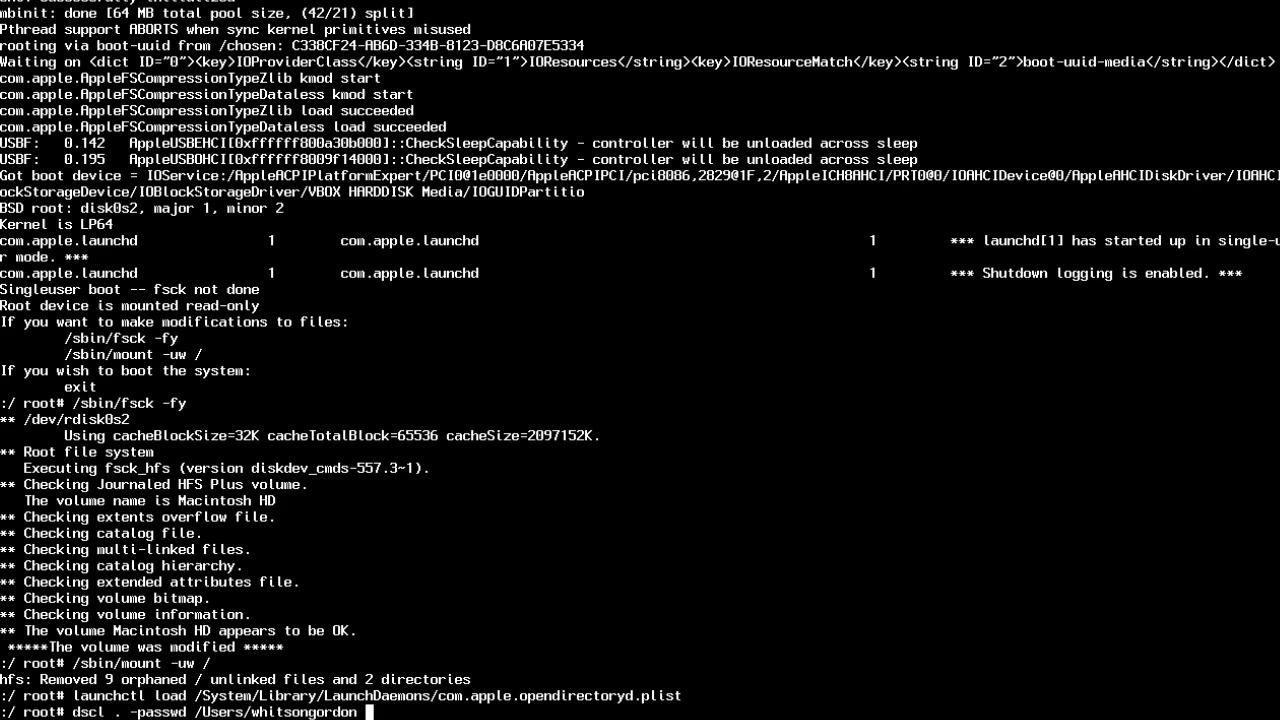 mbinit: done [64 MB total pool size, (42/21) split]
Pthread support ABORTS when sync kernel primitives misused
rooting via boot-uuid from /chosen: C338CF24-AB6D-334B-8123-D8C6A07E5334
Waiting on <dict ID="0"><key>IOProviderClass</key><string ID="1">IOResources</string><key>IOResourceMatch</key><string ID="2">boot-uuid-media</string></dict>
com.apple.AppleFSCompressionTypeZlib kmod start
com.apple.AppleFSCompressionTypeDataless kmod start
com.apple.AppleFSCompressionTypeZlib load succeeded
com.apple.AppleFSCompressionTypeDataless load succeeded
USBF:   0.142   AppleUSBEHCI[0xffffff800a30b000]::CheckSleepCapability - controller will be unloaded across sleep
USBF:   0.195   AppleUSBOHCI[0xffffff8009f14000]::CheckSleepCapability - controller will be unloaded across sleep
Got boot device = IOService:/AppleACPIPlatformExpert/PCI0@1e0000/AppleACPIPCI/pci8086,2829@1F,2/AppleICH8AHCI/PRT0@0/IOAHCIDevice@0/AppleAHCIDiskDriver/IOAHCI
ockStorageDevice/IOBlockStorageDriver/VBOX HARDDISK Media/IOGUIDPartitio
BSD root: disk0s2, major 1, minor 2
Kernel is LP64
com.apple.launchd                1        com.apple.launchd                                                1         *** launchd[1] has started up in single-u
r mode. ***
com.apple.launchd                1        com.apple.launchd                                                1         *** Shutdown logging is enabled. ***
Singleuser boot -- fsck not done
Root device is mounted read-only
If you want to make modifications to files:
        /sbin/fsck -fy
        /sbin/mount -uw /
If you wish to boot the system:
        exit
:/ root# /sbin/fsck -fy
** /dev/rdisk0s2
        Using cacheBlockSize=32K cacheTotalBlock=65536 cacheSize=2097152K.
** Root file system
   Executing fsck_hfs (version diskdev_cmds-557.3~1).
** Checking Journaled HFS Plus volume.
   The volume name is Macintosh HD
** Checking extents overflow file.
** Checking catalog file.
** Checking multi-linked files.
** Checking catalog hierarchy.
** Checking extended attributes file.
** Checking volume bitmap.
** Checking volume information.
** The volume Macintosh HD appears to be OK.
 *****The volume was modified *****
:/ root# /sbin/mount -uw /
hfs: Removed 9 orphaned / unlinked files and 2 directories
:/ root# launchctl load /System/Library/LaunchDaemons/com.apple.opendirectoryd.plist
:/ root# dscl . -passwd /Users/whitsongordon